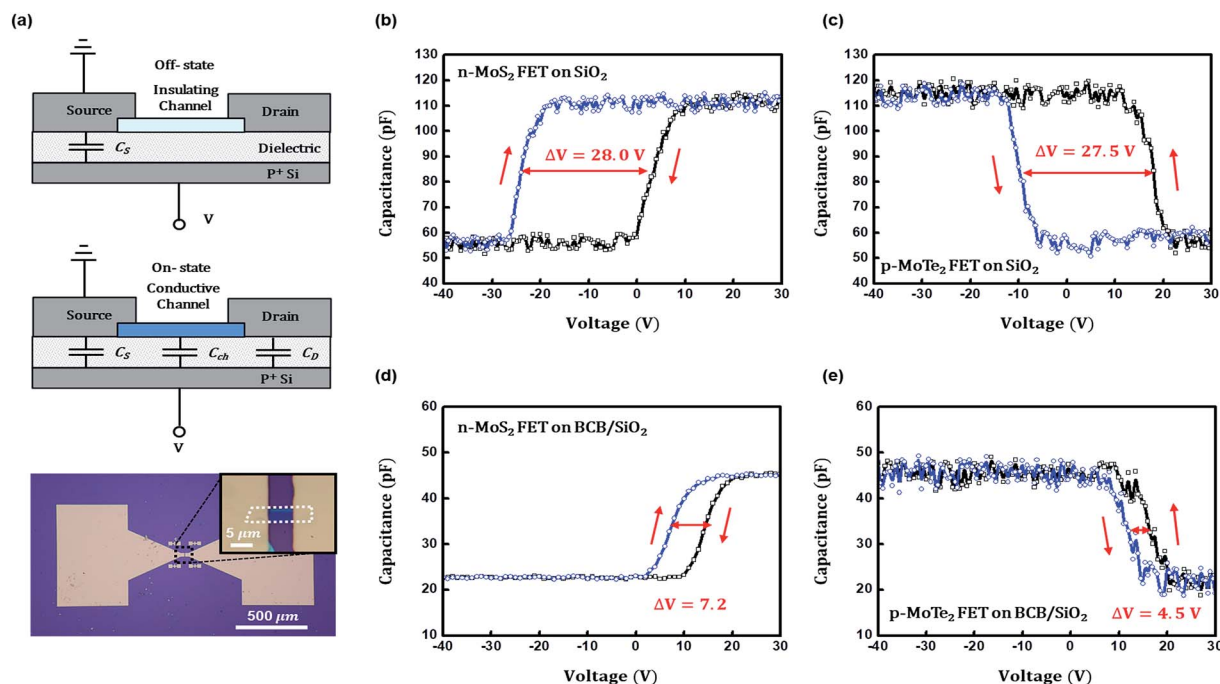 (a)
Off- state
Insulating
Channel
Source
Drain
C_S
Dielectric
P⁺ Si
V
On- state
Conductive
Channel
Source
Drain
C_S
C_ch
C_D
P⁺ Si
V
5 μm
500 μm
(b)
130
120
110
100
90
80
70
60
50
40
Capacitance (pF)
n-MoS₂ FET on SiO₂
ΔV = 28.0 V
-40
-30
-20
-10
0
10
20
30
Voltage (V)
(c)
130
120
110
100
90
80
70
60
50
40
Capacitance (pF)
ΔV = 27.5 V
p-MoTe₂ FET on SiO₂
-40
-30
-20
-10
0
10
20
30
Voltage (V)
(d)
60
50
40
30
20
10
Capacitance (pF)
n-MoS₂ FET on BCB/SiO₂
ΔV = 7.2
-40
-30
-20
-10
0
10
20
30
Voltage (V)
(e)
60
50
40
30
20
10
Capacitance (pF)
p-MoTe₂ FET on BCB/SiO₂
ΔV = 4.5 V
-40
-30
-20
-10
0
10
20
30
Voltage (V)